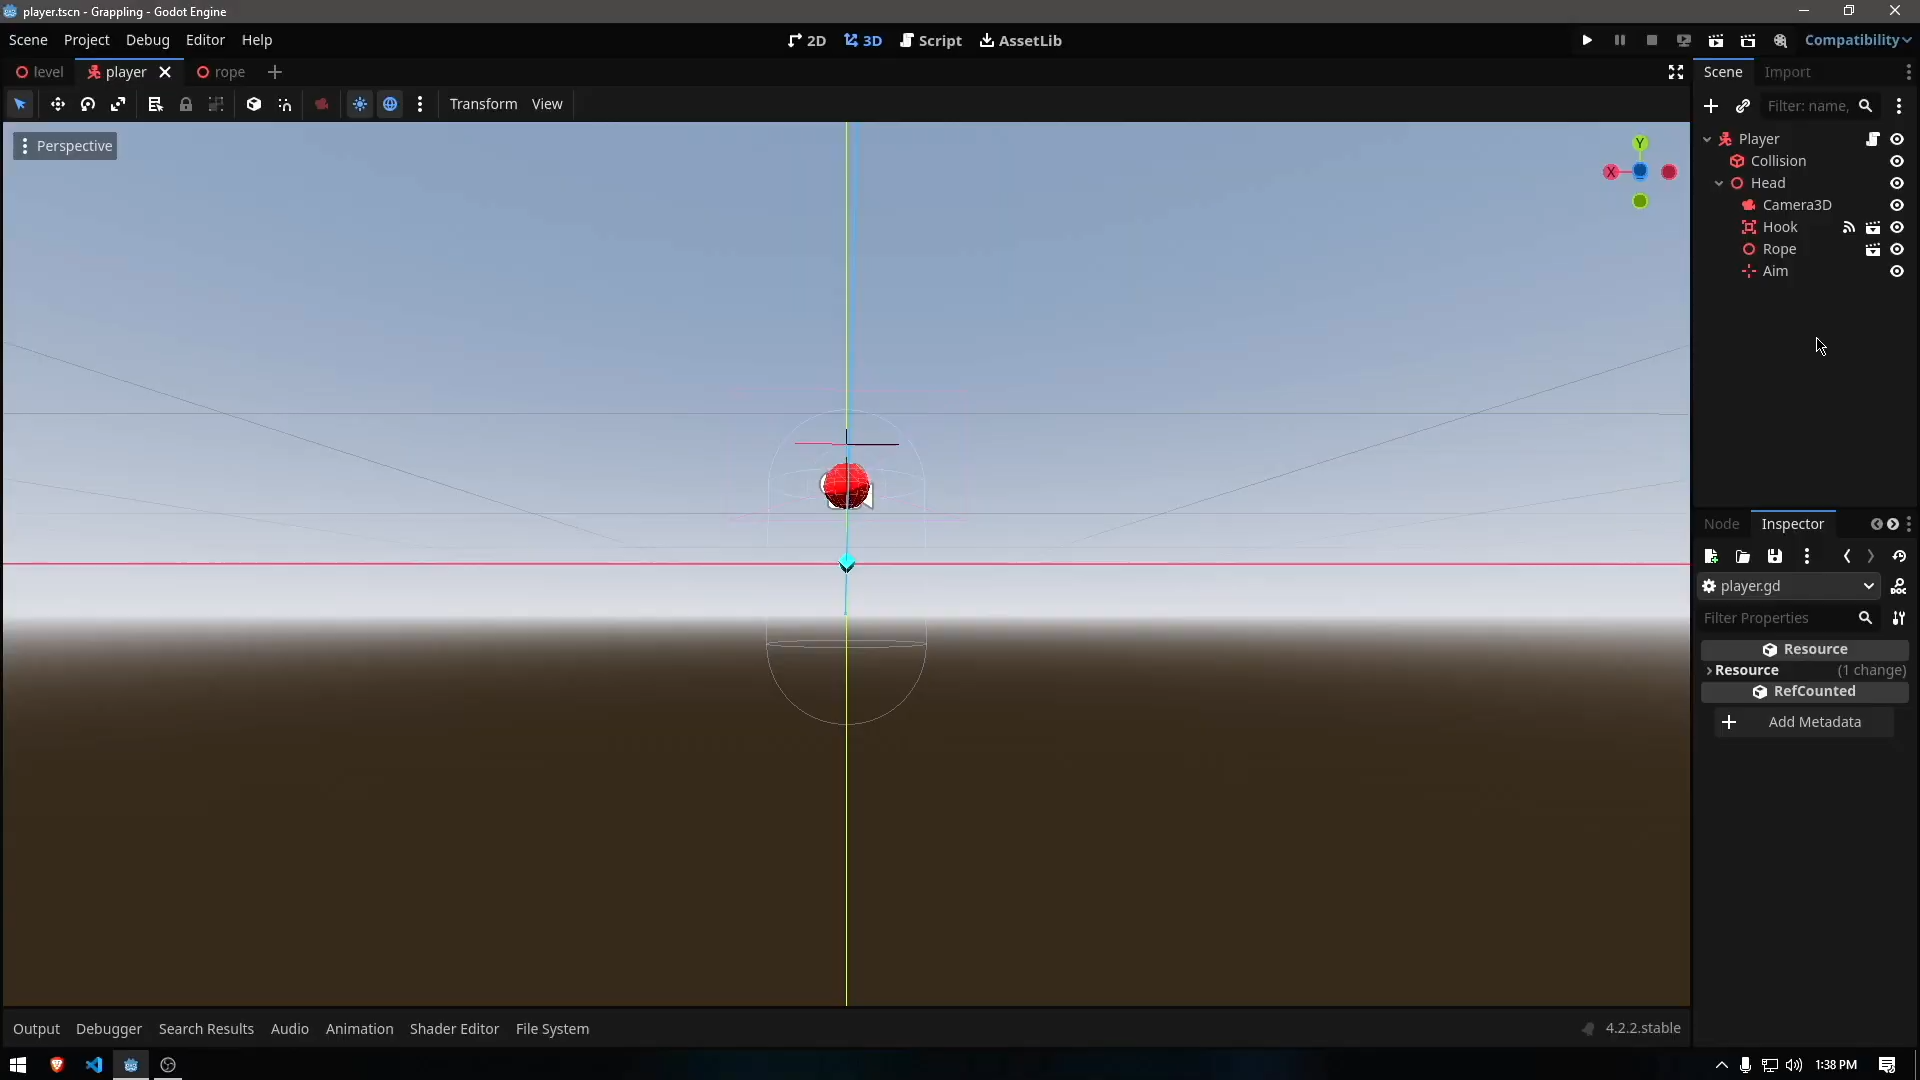 player.tscn - Grappling - Godot Engine
Scene Project Debug Editor Help
2D 3D Script AssetLib
Compatibility
level player rope
Scene Import
Transform View
Filter: name,
Perspective
Y
X
Player
Collision
Head
Camera3D
Hook
Rope
Aim
Node Inspector
player.gd
Filter Properties
Resource
Resource (1 change)
RefCounted
Add Metadata
Output Debugger Search Results Audio Animation Shader Editor File System
4.2.2.stable
1:38 PM